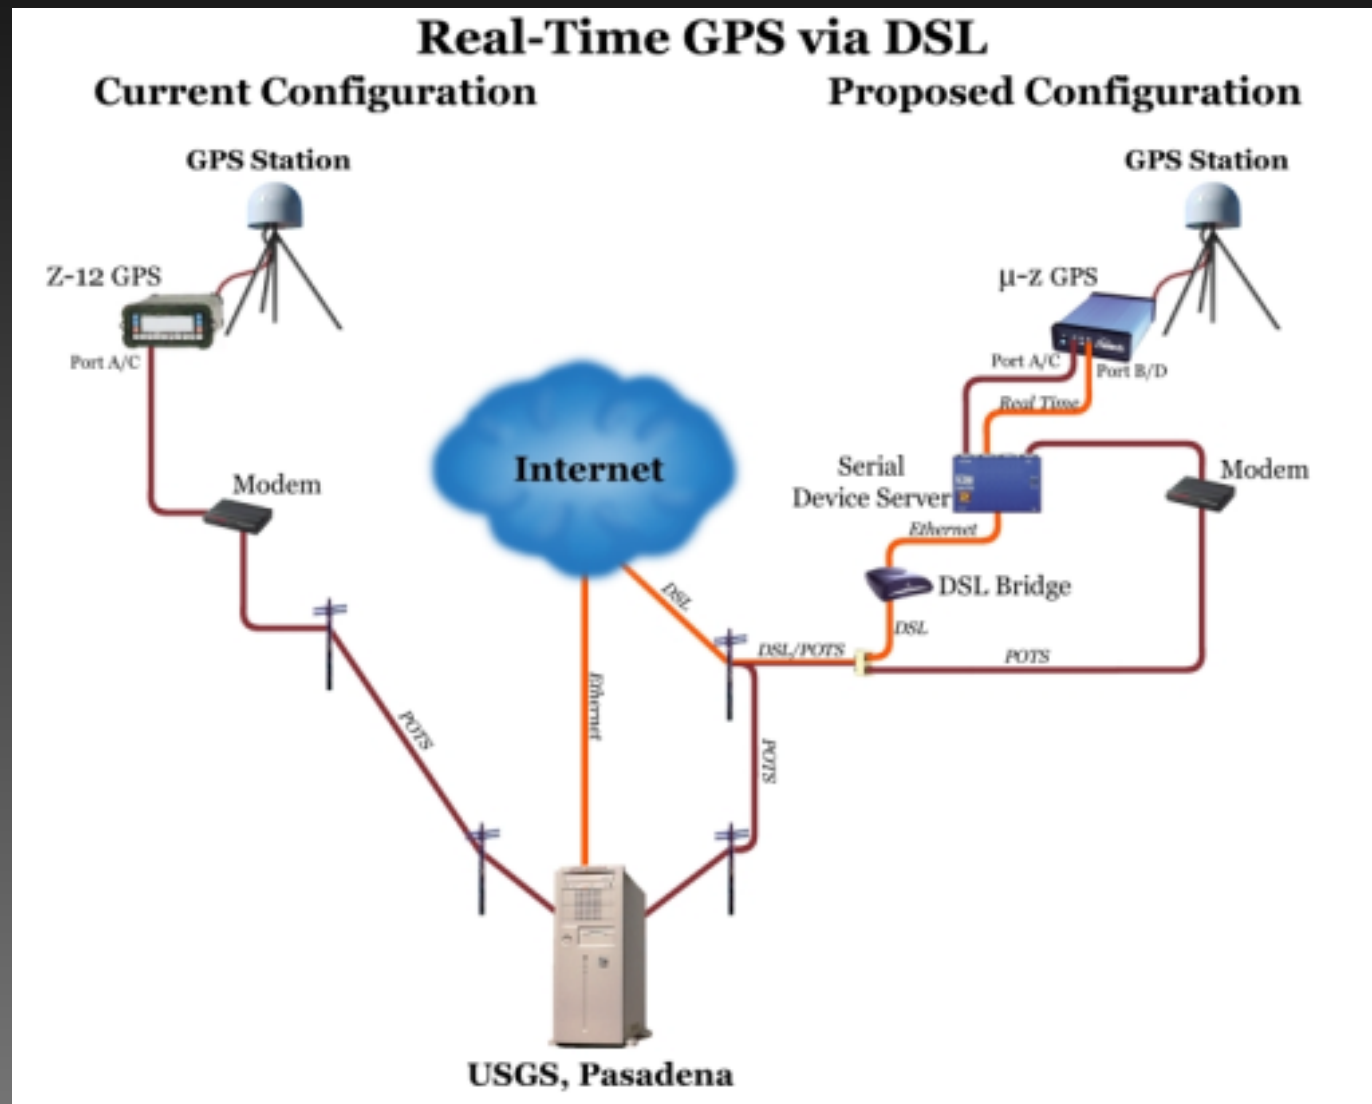 Real-Time GPS via DSL
Current Configuration
Proposed Configuration
GPS Station
GPS Station
Z-12 GPS
µ-z GPS
Port A/C
Port A/C
Port B/D
Real Time
Internet
Modem
Serial
Device Server
Modem
Ethernet
DSL Bridge
DSL
DSL
DSL/POTS
POTS
POTS
Ethernet
POTS
USGS, Pasadena